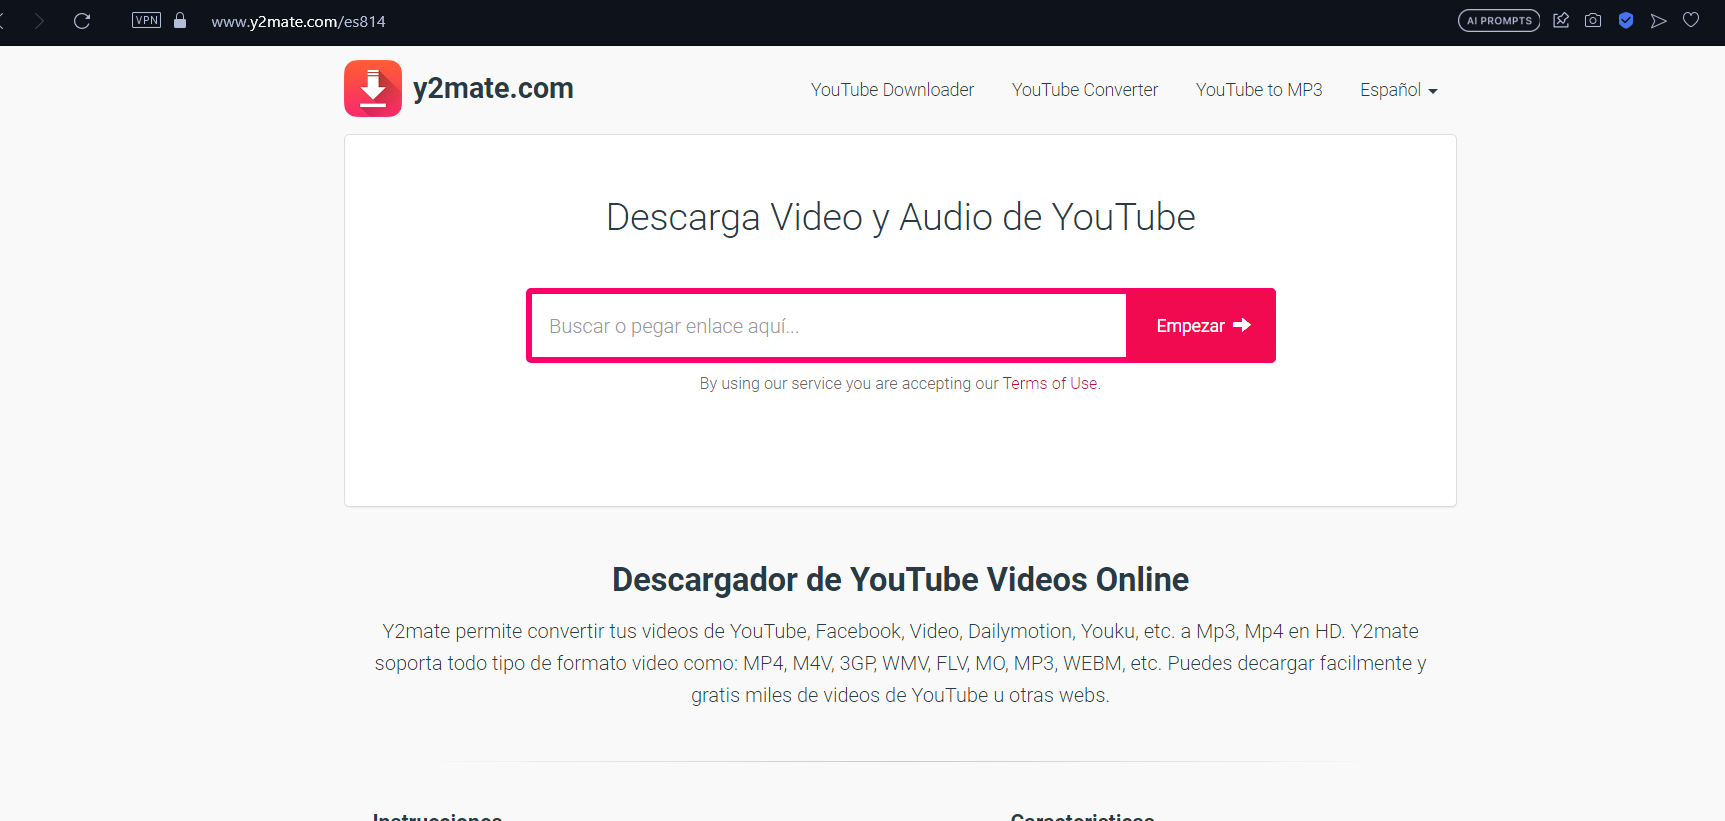 VPN
www.y2mate.com/es814
AI PROMPTS
y2mate.com
YouTube Downloader
YouTube Converter
YouTube to MP3
Español
Descarga Video y Audio de YouTube
Buscar o pegar enlace aquí...
Empezar
By using our service you are accepting our Terms of Use.
Descargador de YouTube Videos Online
Y2mate permite convertir tus videos de YouTube, Facebook, Video, Dailymotion, Youku, etc. a Mp3, Mp4 en HD. Y2mate
soporta todo tipo de formato video como: MP4, M4V, 3GP, WMV, FLV, MO, MP3, WEBM, etc. Puedes decargar facilmente y
gratis miles de videos de YouTube u otras webs.
Instrucciones
Caracteristicas